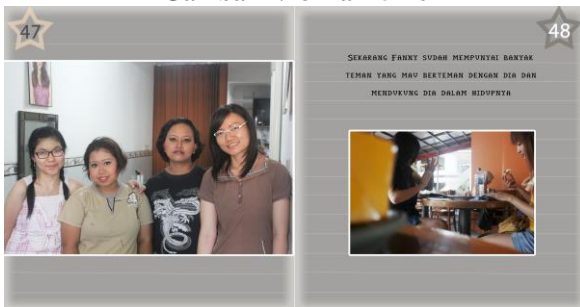 47
48
SEKARANG FANNY SUDAH MEMPUNYAI BANYAK
TEMAN YANG MAU BERTEMAN DENGAN DIA DAN
MENDUKUNG DIA DALAM HIDUPNYA